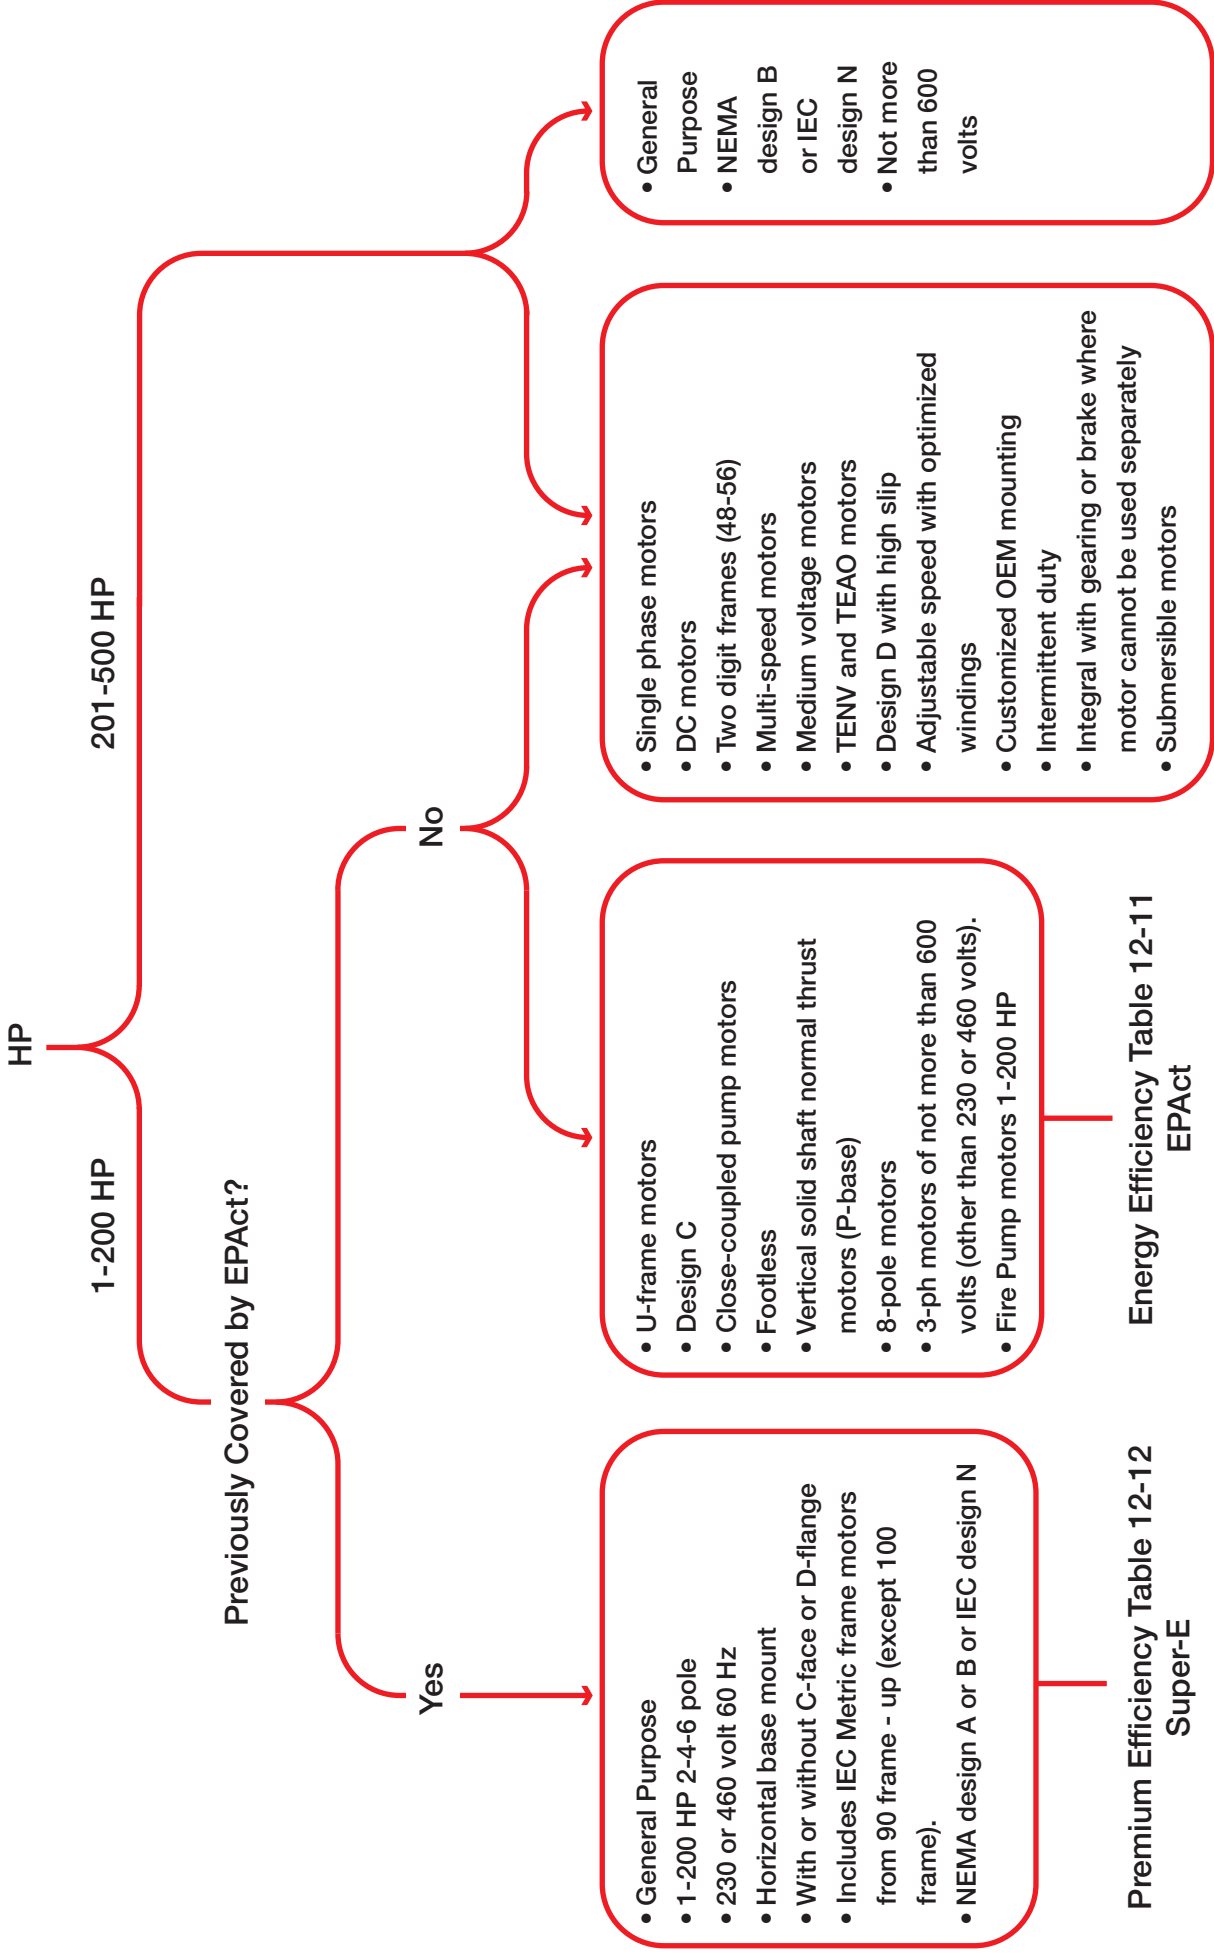 HP
1-200 HP
201-500 HP
Previously Covered by EPAct?
Yes
No
• General Purpose
• 1-200 HP 2-4-6 pole
• 230 or 460 volt 60 Hz
• Horizontal base mount
• With or without C-face or D-flange
• Includes IEC Metric frame motors
from 90 frame - up (except 100
frame).
• NEMA design A or B or IEC design N
Premium Efficiency Table 12-12
Super-E
• U-frame motors
• Design C
• Close-coupled pump motors
• Footless
• Vertical solid shaft normal thrust
motors (P-base)
• 8-pole motors
• 3-ph motors of not more than 600
volts (other than 230 or 460 volts).
• Fire Pump motors 1-200 HP
Energy Efficiency Table 12-11
EPAct
• Single phase motors
• DC motors
• Two digit frames (48-56)
• Multi-speed motors
• Medium voltage motors
• TENV and TEAO motors
• Design D with high slip
• Adjustable speed with optimized
windings
• Customized OEM mounting
• Intermittent duty
• Integral with gearing or brake where
motor cannot be used separately
• Submersible motors
• General
Purpose
• NEMA
design B
or IEC
design N
• Not more
than 600
volts